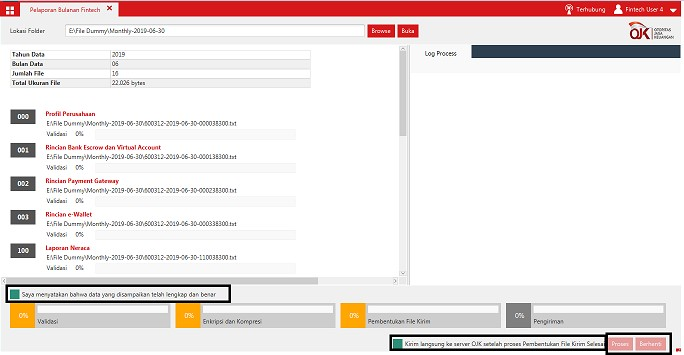 Pelaporan Bulanan Fintech
Terhubung
Fintech User 4
Lokasi Folder
E:\File Dummy\Monthly-2019-06-30
Browse
Buka
OJK OTORITAS JASA KEUANGAN
Tahun Data 2019
Bulan Data 06
Jumlah File 16
Total Ukuran File 22,026 bytes
Log Process
000 Profil Perusahaan
E:\File Dummy\Monthly-2019-06-30\600312-2019-06-30-000038300.txt
Validasi 0%
001 Rincian Bank Escrow dan Virtual Account
E:\File Dummy\Monthly-2019-06-30\600312-2019-06-30-000138300.txt
Validasi 0%
002 Rincian Payment Gateway
E:\File Dummy\Monthly-2019-06-30\600312-2019-06-30-000238300.txt
Validasi 0%
003 Rincian e-Wallet
E:\File Dummy\Monthly-2019-06-30\600312-2019-06-30-000338300.txt
Validasi 0%
100 Laporan Neraca
E:\File Dummy\Monthly-2019-06-30\600312-2019-06-30-110038300.txt
Validasi 0%
Saya menyatakan bahwa data yang disampaikan telah lengkap dan benar
0% Validasi
0% Enkripsi dan Kompresi
0% Pembentukan File Kirim
0% Pengiriman
Kirim langsung ke server OJK setelah proses Pembentukan File Kirim Selesai
Proses
Berhenti